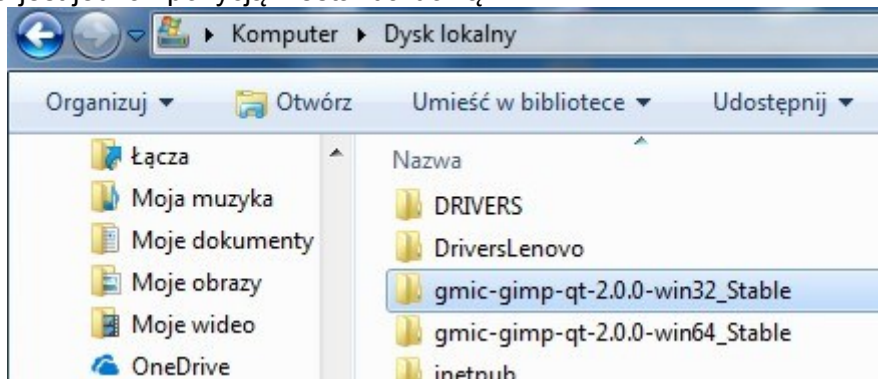 Komputer ▸ Dysk lokalny
Organizuj Otwórz Umieść w bibliotece Udostępnij
Łącza
Moja muzyka
Moje dokumenty
Moje obrazy
Moje wideo
OneDrive
Nazwa
DRIVERS
DriversLenovo
gmic-gimp-qt-2.0.0-win32_Stable
gmic-gimp-qt-2.0.0-win64_Stable
inetpub